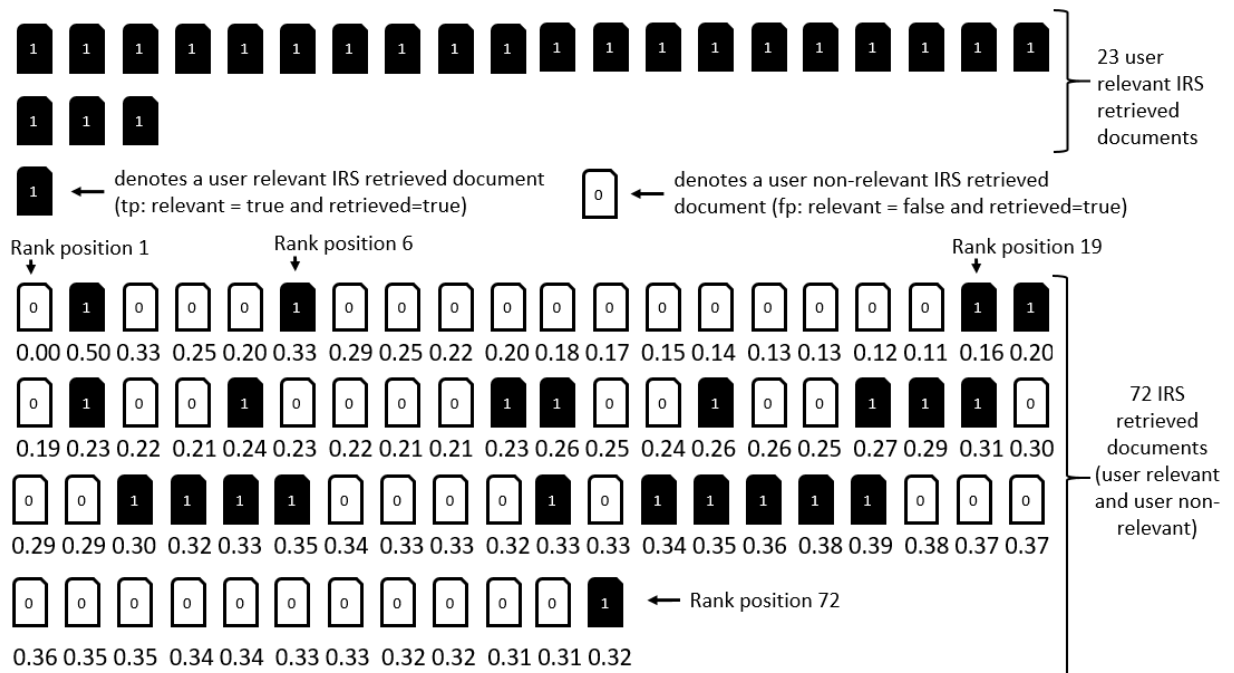 1 1 1 1 1 1 1 1 1 1 1 1 1 1 1 1 1 1 1 1
1 1 1
23 user
relevant IRS
retrieved
documents
1
denotes a user relevant IRS retrieved document
(tp: relevant = true and retrieved=true)
0
denotes a user non-relevant IRS retrieved
document (fp: relevant = false and retrieved=true)
Rank position 1
Rank position 6
Rank position 19
0 1 0 0 0 1 0 0 0 0 0 0 0 0 0 0 0 0 1 1
0.00 0.50 0.33 0.25 0.20 0.33 0.29 0.25 0.22 0.20 0.18 0.17 0.15 0.14 0.13 0.13 0.12 0.11 0.16 0.20
0 1 0 0 1 0 0 0 0 1 1 0 0 1 0 0 1 1 1 0
0.19 0.23 0.22 0.21 0.24 0.23 0.22 0.21 0.21 0.23 0.26 0.25 0.24 0.26 0.26 0.25 0.27 0.29 0.31 0.30
0 0 1 1 1 1 0 0 0 0 1 0 1 1 1 1 1 0 0 0
0.29 0.29 0.30 0.32 0.33 0.35 0.34 0.33 0.33 0.32 0.33 0.33 0.34 0.35 0.36 0.38 0.39 0.38 0.37 0.37
0 0 0 0 0 0 0 0 0 0 0 1
Rank position 72
0.36 0.35 0.35 0.34 0.34 0.33 0.33 0.32 0.32 0.31 0.31 0.32
72 IRS
retrieved
documents
(user relevant
and user non-
relevant)